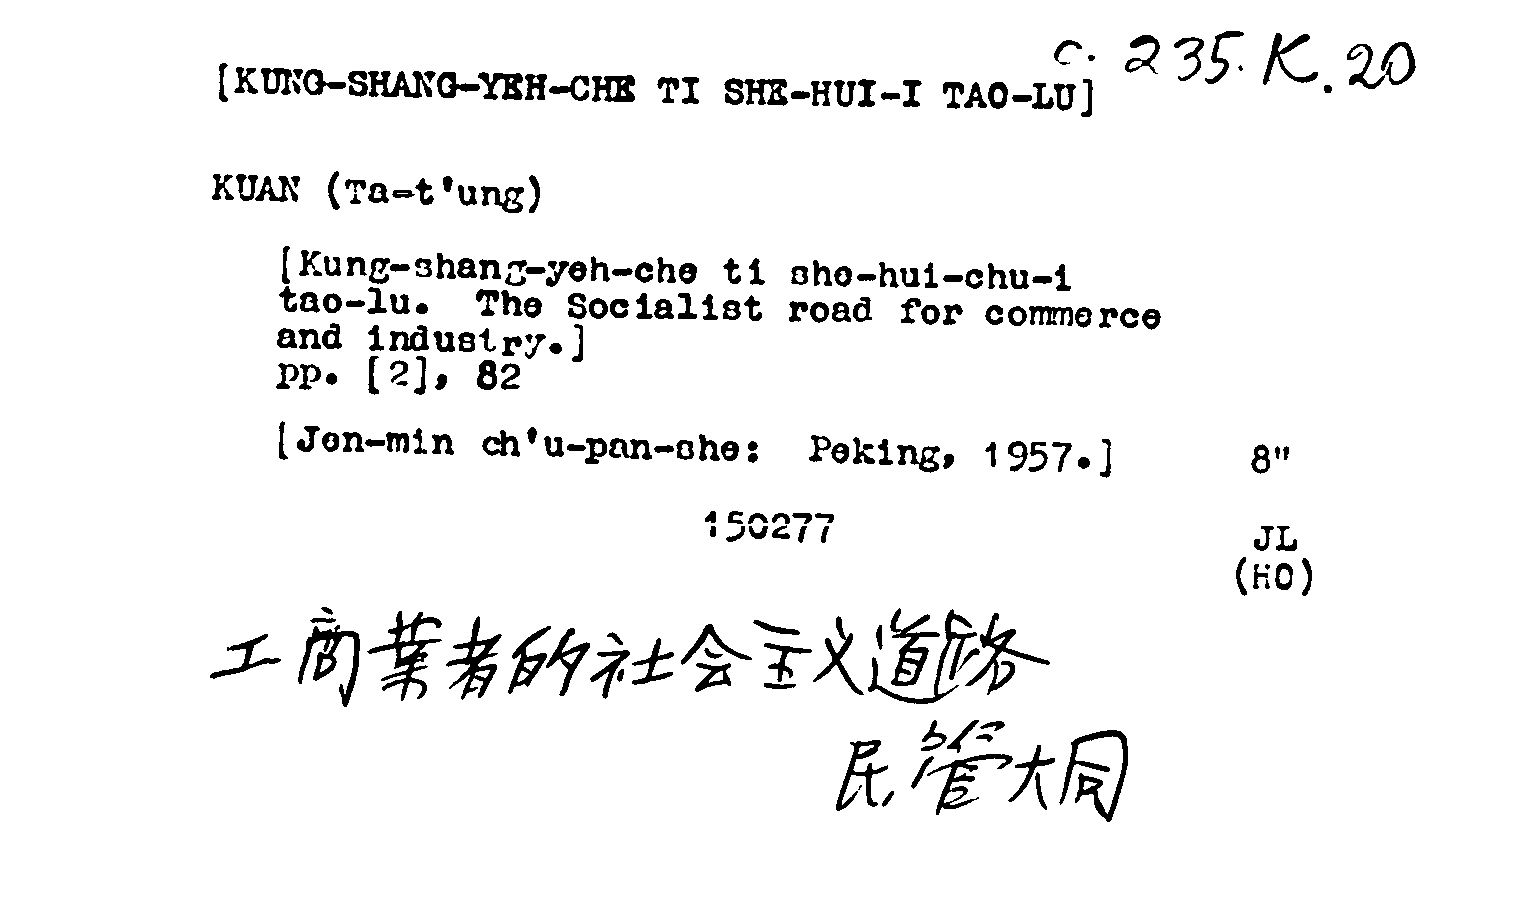 C. 235. K. 20
[KUNG-SHANG-YEH-CHE TI SHE-HUI-I TAO-LU]
KUAN (Ta-t'ung)
[Kung-shang-yeh-che ti she-hui-chu-i
tao-lu. The Socialist road for commerce
and industry.]
pp. [2], 82
[Jen-min ch'u-pan-she: Peking, 1957.] 8"
150277
JL
(HO)
工商業者的社会主义道路
民管大同